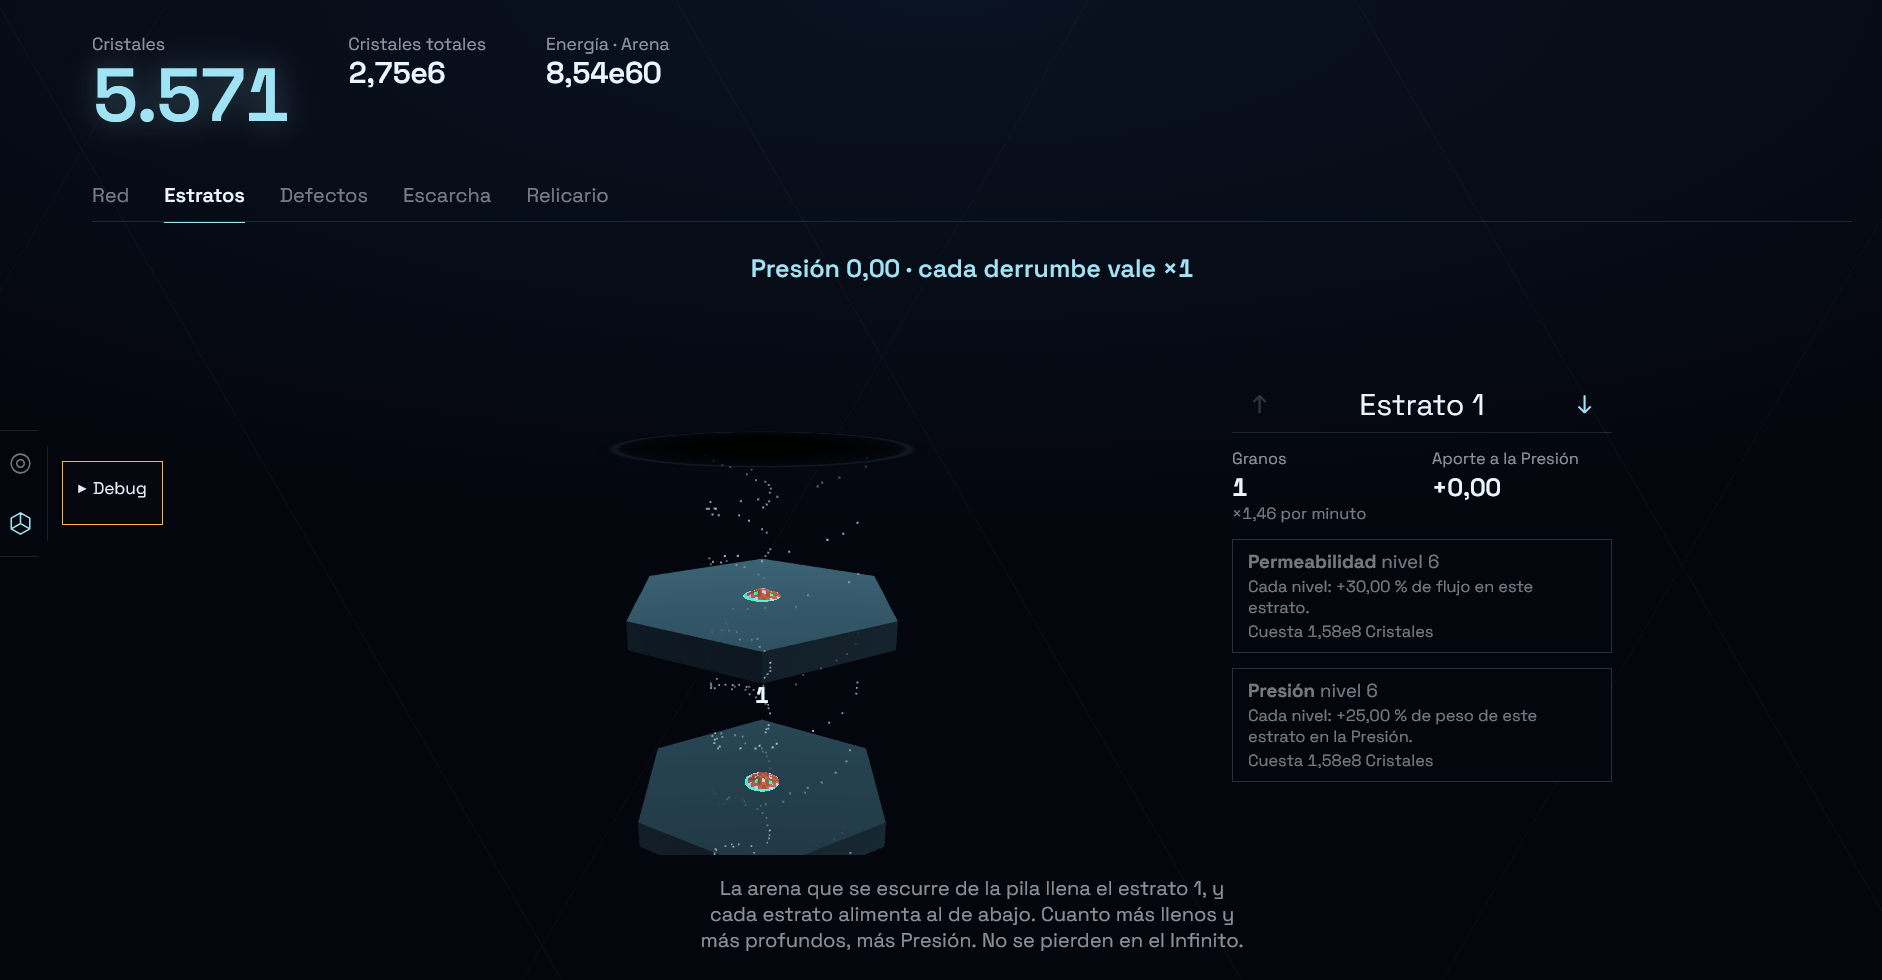 Cristales
5.571
Cristales totales
2,75e6
Energía · Arena
8,54e60
Red
Estratos
Defectos
Escarcha
Relicario
Presión 0,00 · cada derrumbe vale ×1
▸ Debug
1
↑ Estrato 1 ↓
Granos
1
×1,46 por minuto
Aporte a la Presión
+0,00
Permeabilidad nivel 6
Cada nivel: +30,00 % de flujo en este
estrato.
Cuesta 1,58e8 Cristales
Presión nivel 6
Cada nivel: +25,00 % de peso de este
estrato en la Presión.
Cuesta 1,58e8 Cristales
La arena que se escurre de la pila llena el estrato 1, y
cada estrato alimenta al de abajo. Cuanto más llenos y
más profundos, más Presión. No se pierden en el Infinito.